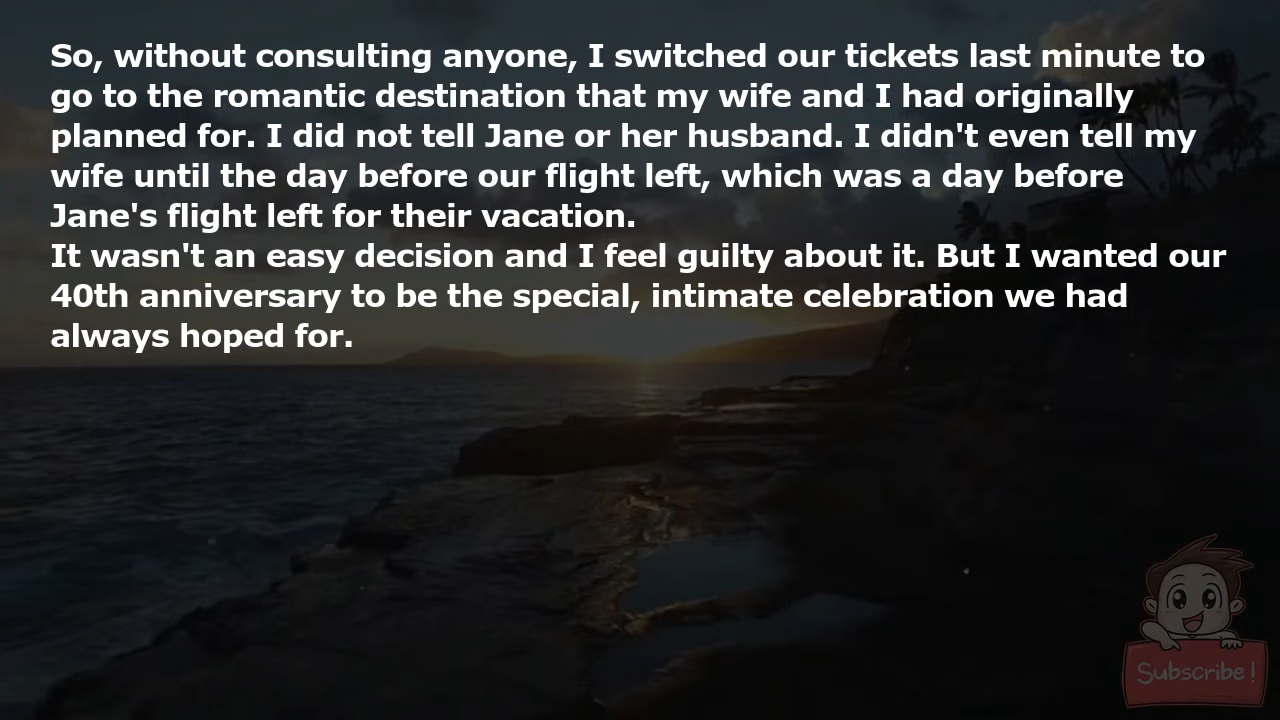 So, without consulting anyone, I switched our tickets last minute to
go to the romantic destination that my wife and I had originally
planned for. I did not tell Jane or her husband. I didn't even tell my
wife until the day before our flight left, which was a day before
Jane's flight left for their vacation.
It wasn't an easy decision and I feel guilty about it. But I wanted our
40th anniversary to be the special, intimate celebration we had
always hoped for.
Subscribe!